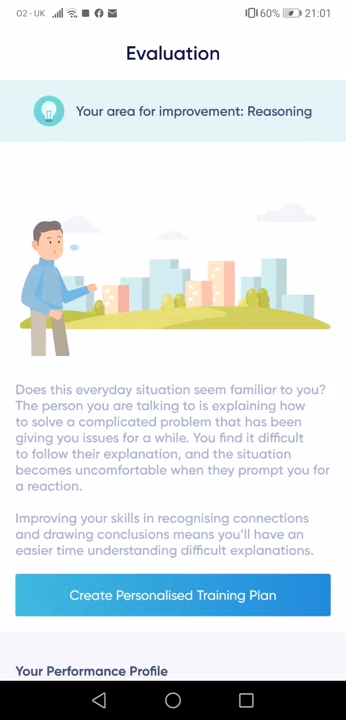 O2 - UK 60% 21:01
Evaluation
Your area for improvement: Reasoning
Does this everyday situation seem familiar to you?
The person you are talking to is explaining how
to solve a complicated problem that has been
giving you issues for a while. You find it difficult
to follow their explanation, and the situation
becomes uncomfortable when they prompt you for
a reaction.
Improving your skills in recognising connections
and drawing conclusions means you'll have an
easier time understanding difficult explanations.
Create Personalised Training Plan
Your Performance Profile